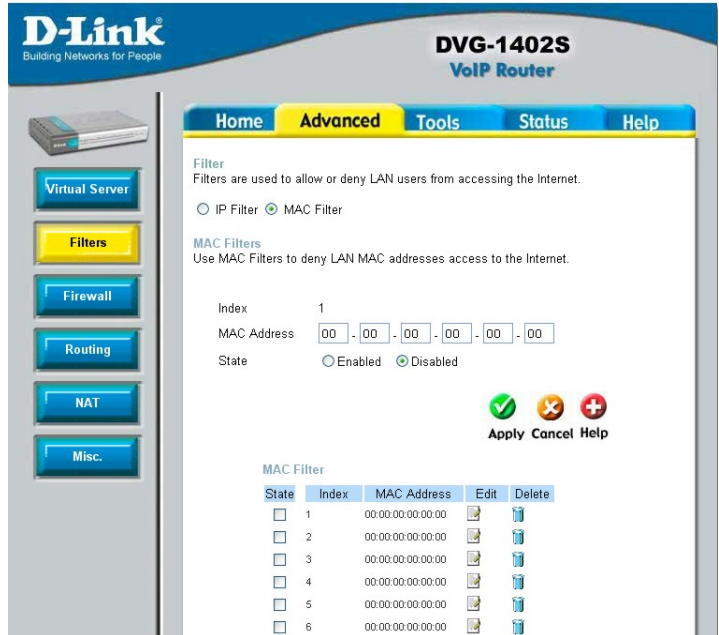 D-Link
Building Networks for People
DVG-1402S
VoIP Router
Home Advanced Tools Status Help
Virtual Server
Filters
Firewall
Routing
NAT
Misc.
Filter
Filters are used to allow or deny LAN users from accessing the Internet.
IP Filter MAC Filter
MAC Filters
Use MAC Filters to deny LAN MAC addresses access to the Internet.
Index 1
MAC Address 00 - 00 - 00 - 00 - 00 - 00
State Enabled Disabled
Apply Cancel Help
MAC Filter
State Index MAC Address Edit Delete
1 00:00:00:00:00:00
2 00:00:00:00:00:00
3 00:00:00:00:00:00
4 00:00:00:00:00:00
5 00:00:00:00:00:00
6 00:00:00:00:00:00